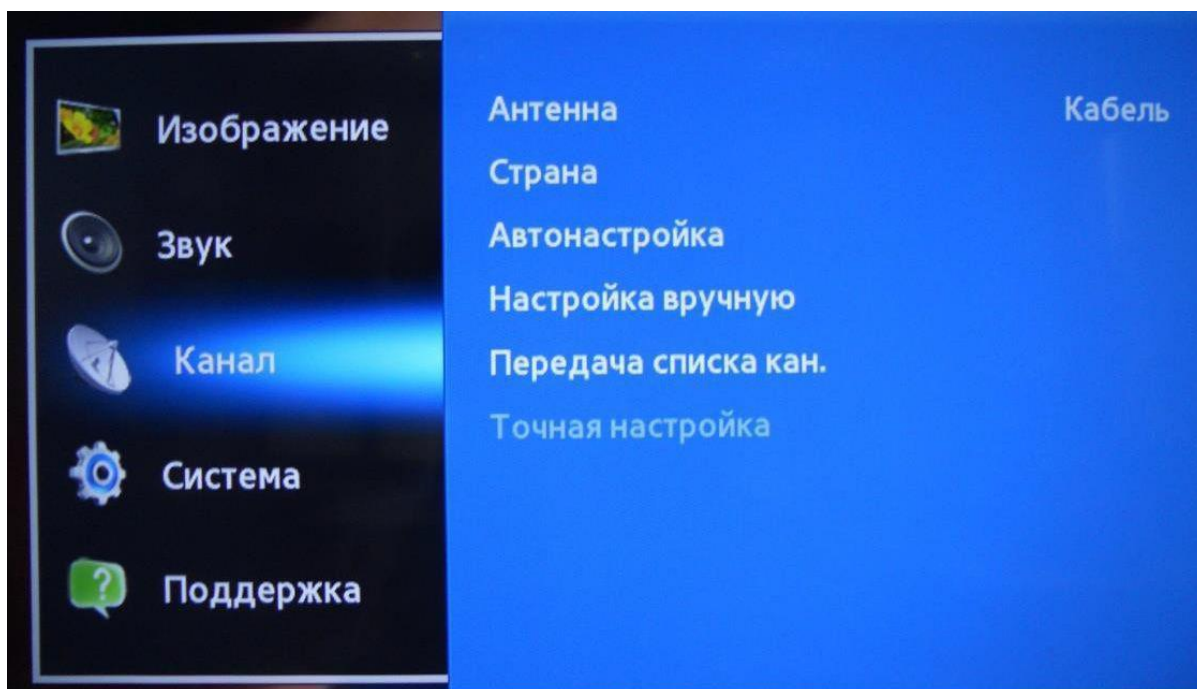 Изображение
Звук
Канал
Система
Поддержка
Антенна Кабель
Страна
Автонастройка
Настройка вручную
Передача списка кан.
Точная настройка